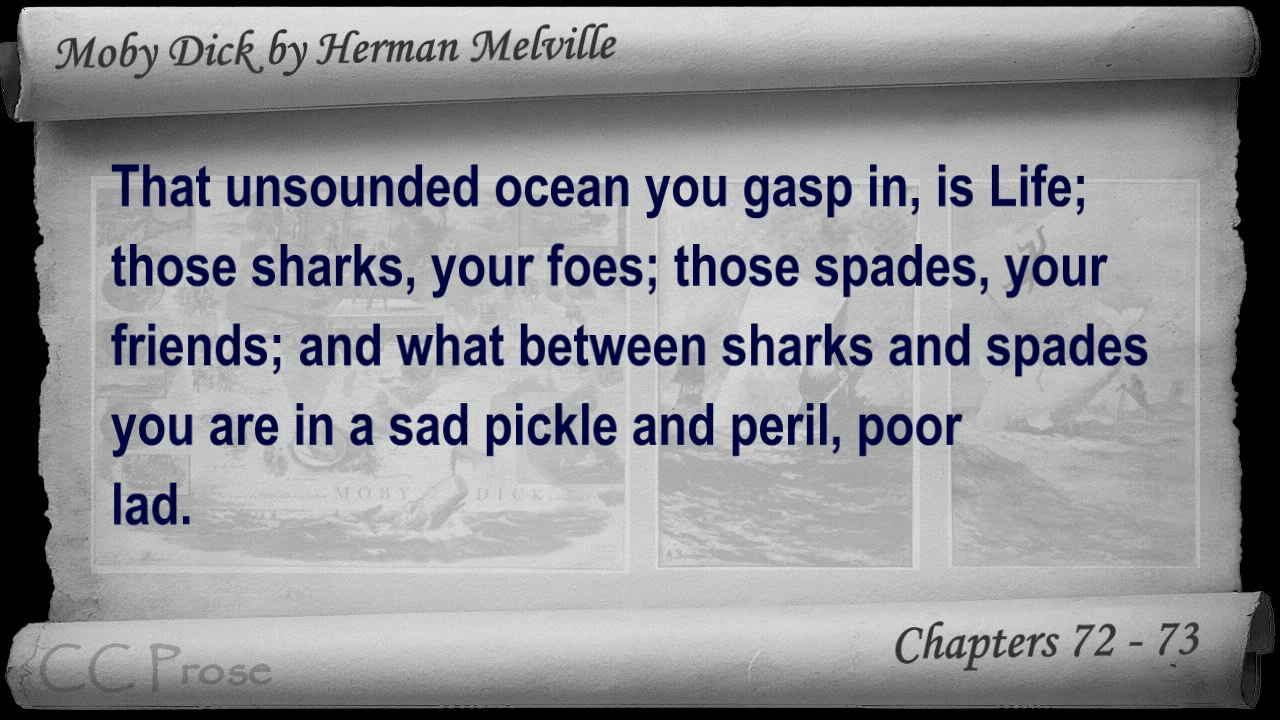 Moby Dick by Herman Melville
That unsounded ocean you gasp in, is Life;
those sharks, your foes; those spades, your
friends; and what between sharks and spades
you are in a sad pickle and peril, poor
lad.
MOBY DICK
Chapters 72 - 73
CC Prose